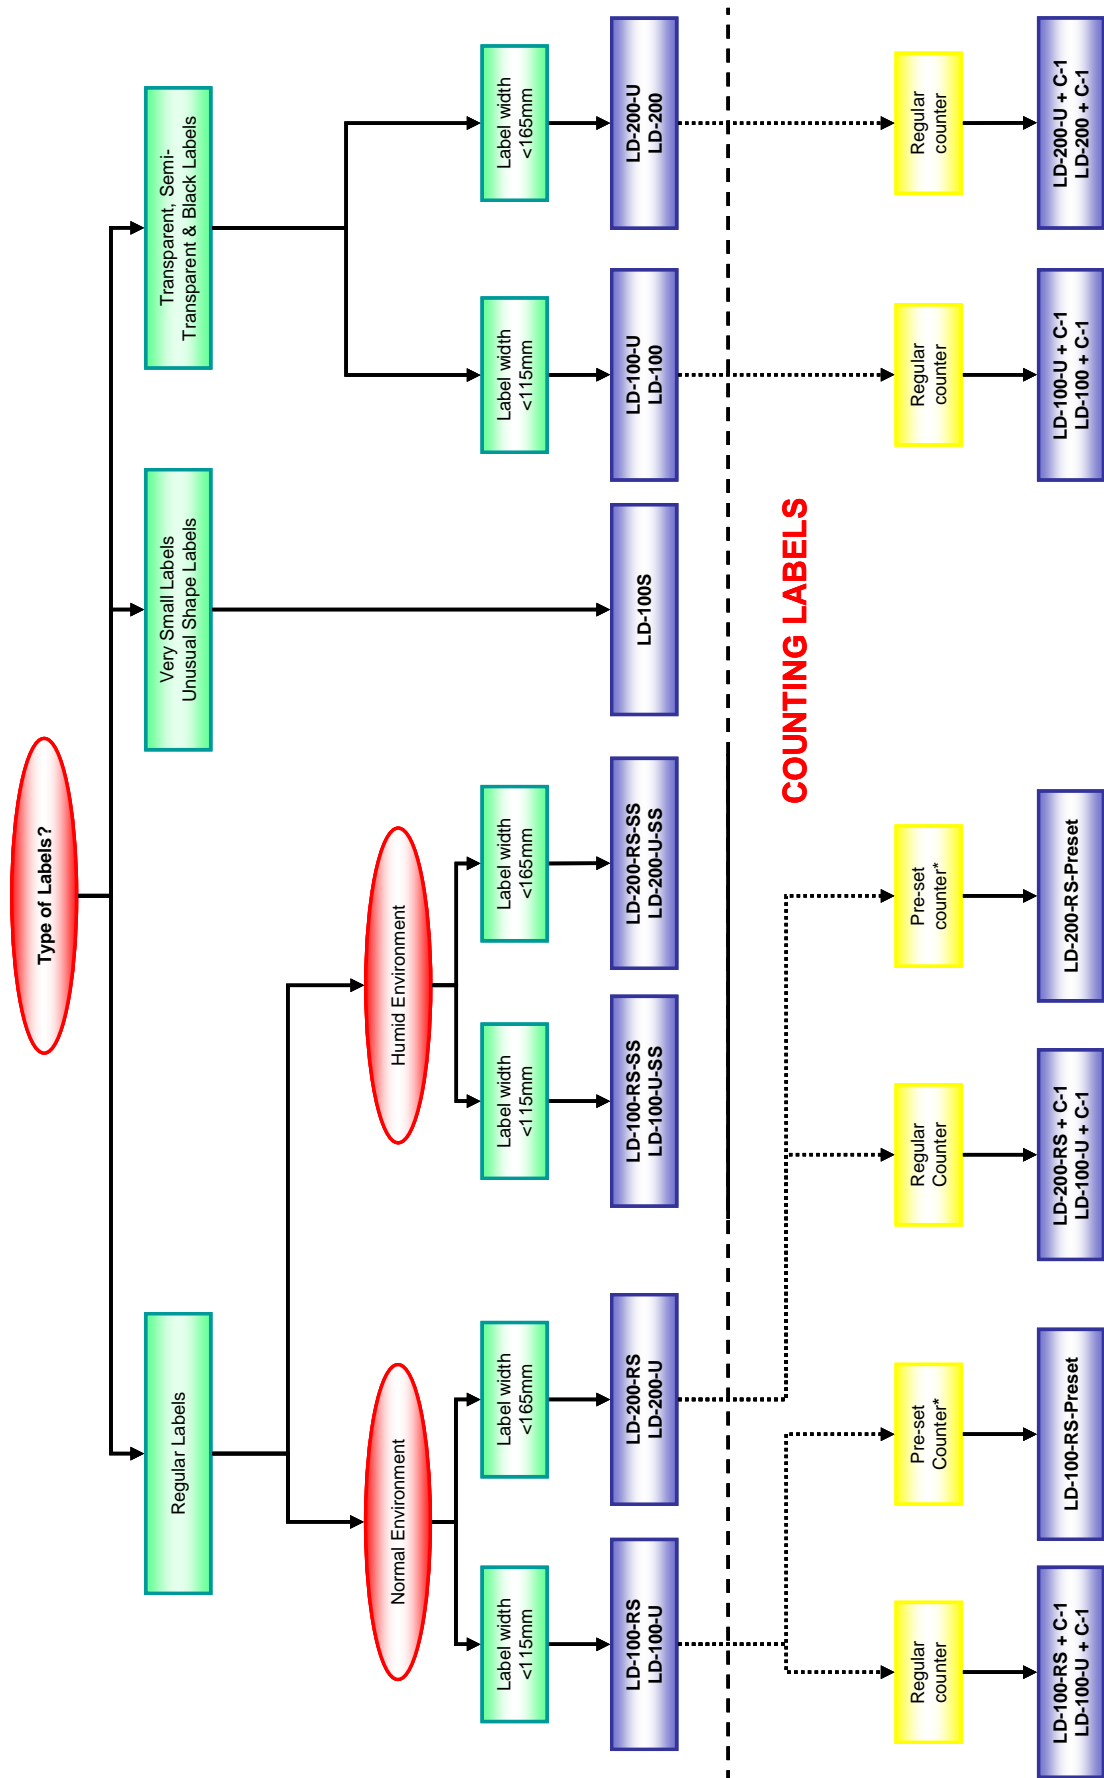 Type of Labels?
Regular Labels
Very Small Labels
Unusual Shape Labels
Transparent, Semi-
Transparent & Black Labels
Normal Environment
Humid Environment
Label width
<115mm
Label width
<165mm
Label width
<115mm
Label width
<165mm
Label width
<115mm
Label width
<165mm
LD-100-RS
LD-100-U
LD-200-RS
LD-200-U
LD-100-RS-SS
LD-100-U-SS
LD-200-RS-SS
LD-200-U-SS
LD-100S
LD-100-U
LD-100
LD-200-U
LD-200
COUNTING LABELS
Regular
counter
Pre-set
Counter*
Regular
Counter
Pre-set
counter*
Regular
counter
Regular
counter
LD-100-RS + C-1
LD-100-U + C-1
LD-100-RS-Preset
LD-200-RS + C-1
LD-100-U + C-1
LD-200-RS-Preset
LD-100-U + C-1
LD-100 + C-1
LD-200-U + C-1
LD-200 + C-1